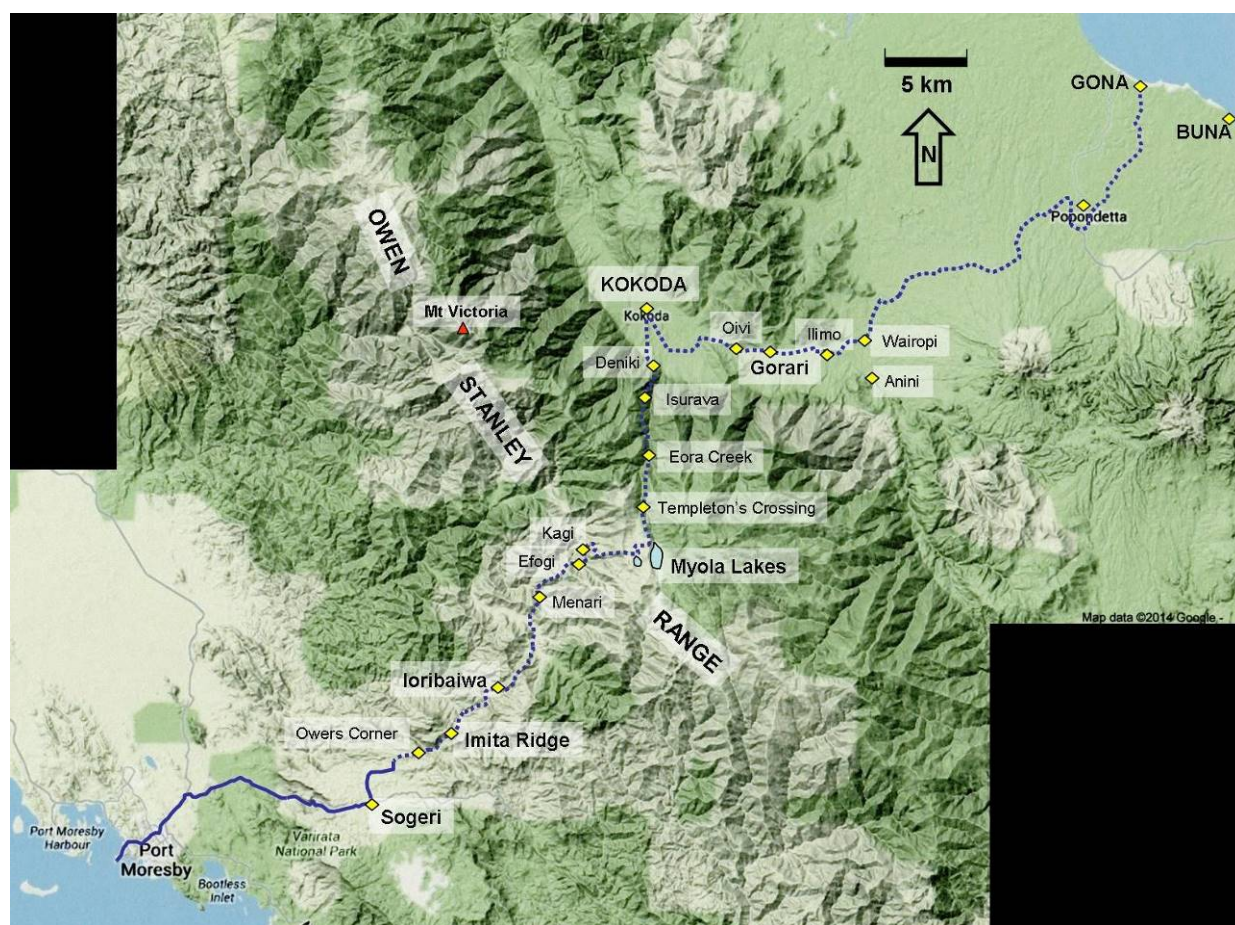 GONA
5 km
BUNA
N
OWEN
Popondetta
KOKODA
Mt Victoria
Kokoda
Oivi
Ilimo
Wairopi
Gorari
Deniki
Anini
STANLEY
Isurava
Eora Creek
Templeton's Crossing
Kagi
Efogi
Myola Lakes
Menari
Map data ©2014 Google -
RANGE
Ioribaiwa
Owers Corner
Imita Ridge
Sogeri
Port Moresby
Harbour
Varirata
National Park
Port
Moresby
Bootless
Inlet